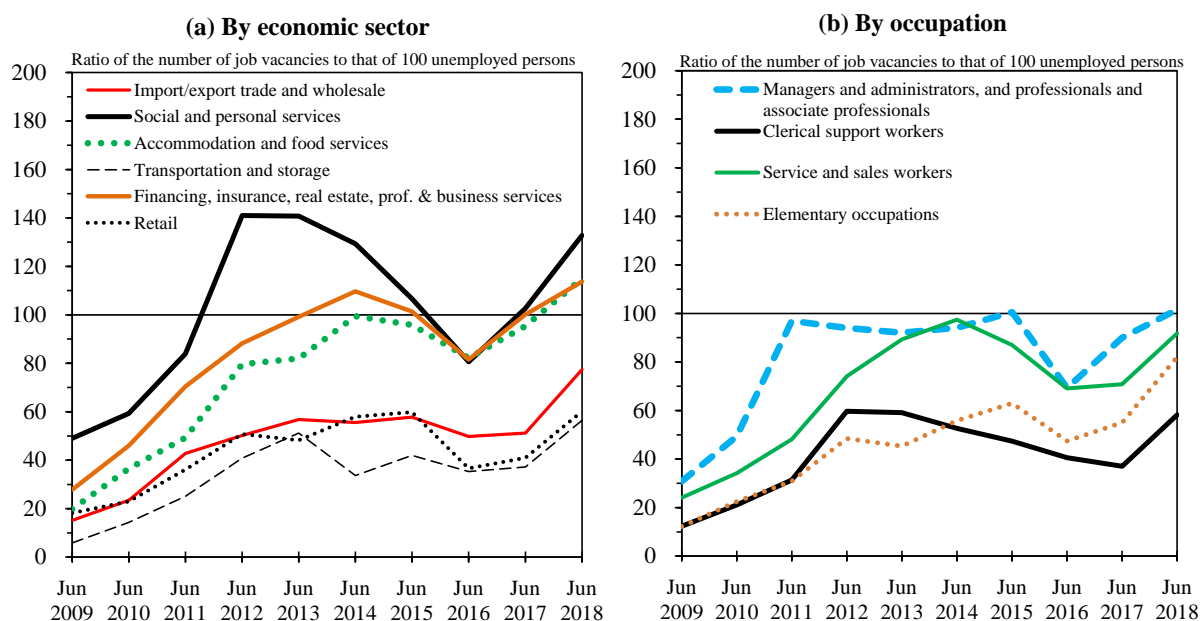 (a) By economic sector
Ratio of the number of job vacancies to that of 100 unemployed persons
200
180
160
140
120
100
80
60
40
20
0
Import/export trade and wholesale
Social and personal services
Accommodation and food services
Transportation and storage
Financing, insurance, real estate, prof. & business services
Retail
Jun Jun Jun Jun Jun Jun Jun Jun Jun Jun
2009 2010 2011 2012 2013 2014 2015 2016 2017 2018
(b) By occupation
Ratio of the number of job vacancies to that of 100 unemployed persons
200
180
160
140
120
100
80
60
40
20
0
Managers and administrators, and professionals and
associate professionals
Clerical support workers
Service and sales workers
Elementary occupations
Jun Jun Jun Jun Jun Jun Jun Jun Jun Jun
2009 2010 2011 2012 2013 2014 2015 2016 2017 2018